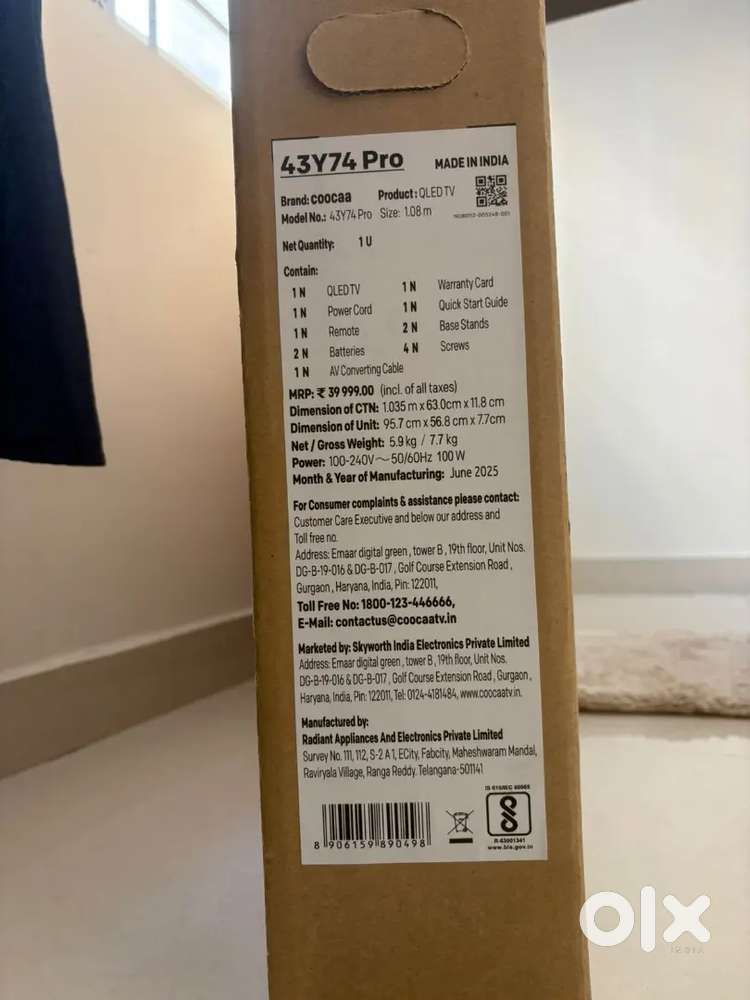 43Y74 Pro MADE IN INDIA
Brand: coocaa Product: QLED TV
Model No.: 43Y74 Pro Size: 1.08 m
Net Quantity: 1 U
Contain:
1 N QLED TV 1 N Warranty Card
1 N Power Cord 1 N Quick Start Guide
1 N Remote 2 N Base Stands
2 N Batteries 4 N Screws
1 N AV Converting Cable
MRP: ₹ 39 999.00 (incl. of all taxes)
Dimension of CTN: 1.035 m x 63.0cm x 11.8 cm
Dimension of Unit: 95.7 cm x 56.8 cm x 7.7cm
Net / Gross Weight: 5.9 kg / 7.7 kg
Power: 100-240V～50/60Hz 100 W
Month & Year of Manufacturing: June 2025
For Consumer complaints & assistance please contact:
Customer Care Executive and below our address and
Toll free no.
Address: Emaar digital green , tower B , 19th floor, Unit Nos.
DG-B-19-016 & DG-B-017 , Golf Course Extension Road ,
Gurgaon , Haryana, India, Pin: 122011,
Toll Free No: 1800-123-446666,
E-Mail: contactus@coocaatv.in
Marketed by: Skyworth India Electronics Private Limited
Address: Emaar digital green , tower B , 19th floor, Unit Nos.
DG-B-19-016 & DG-B-017 , Golf Course Extension Road , Gurgaon ,
Haryana, India, Pin: 122011, Tel: 0124-4181484, www.coocaatv.in.
Manufactured by:
Radiant Appliances And Electronics Private Limited
Survey No. 111, 112, S-2 A 1, ECity, Fabcity, Maheshwaram Mandal,
Raviryala Village, Ranga Reddy. Telangana-501141
8 906159 890498
R-63001341
www.bis.gov.in
olx
INDIA